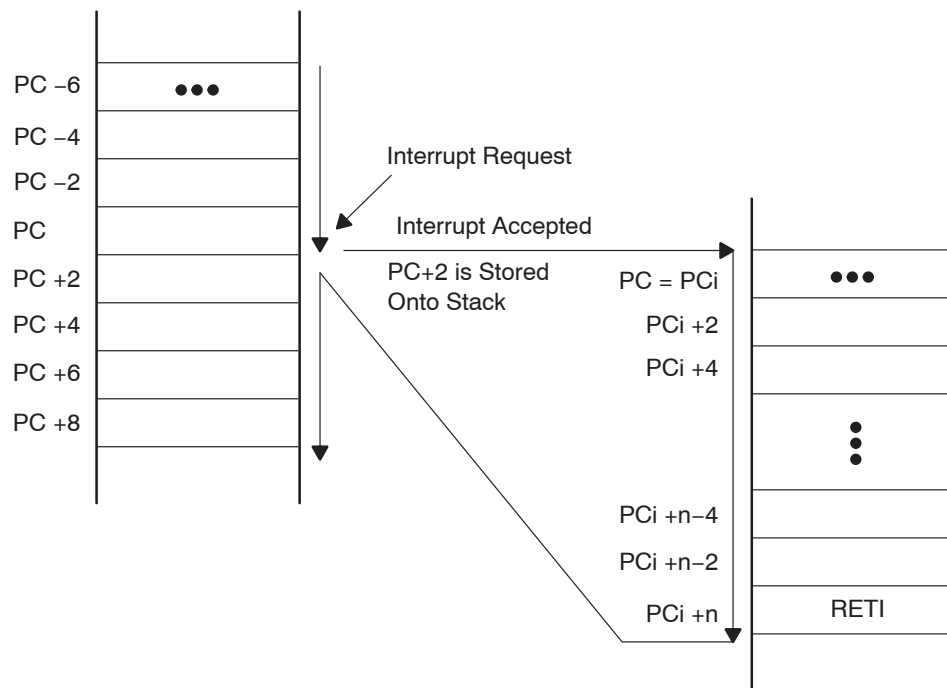 PC −6
PC −4
PC −2
PC
PC +2
PC +4
PC +6
PC +8
Interrupt Request
Interrupt Accepted
PC+2 is Stored
Onto Stack
PC = PCi
PCi +2
PCi +4
PCi +n−4
PCi +n−2
PCi +n
RETI